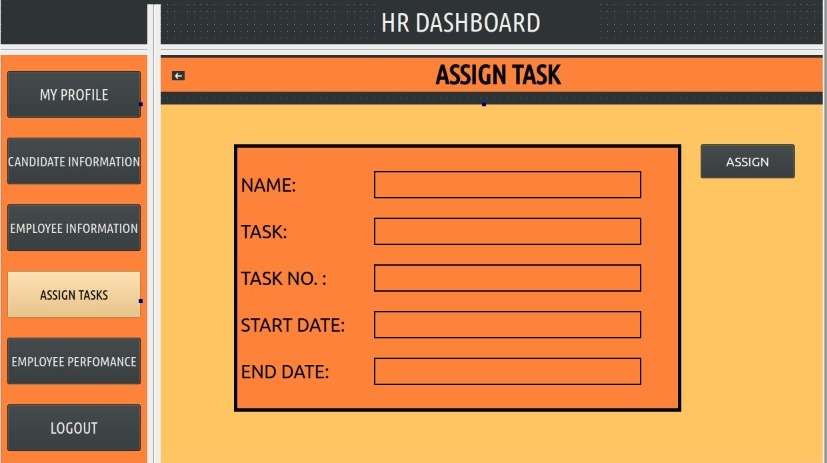 HR DASHBOARD
ASSIGN TASK
MY PROFILE
CANDIDATE INFORMATION
EMPLOYEE INFORMATION
ASSIGN TASKS
EMPLOYEE PERFOMANCE
LOGOUT
NAME:
TASK:
TASK NO. :
START DATE:
END DATE:
ASSIGN